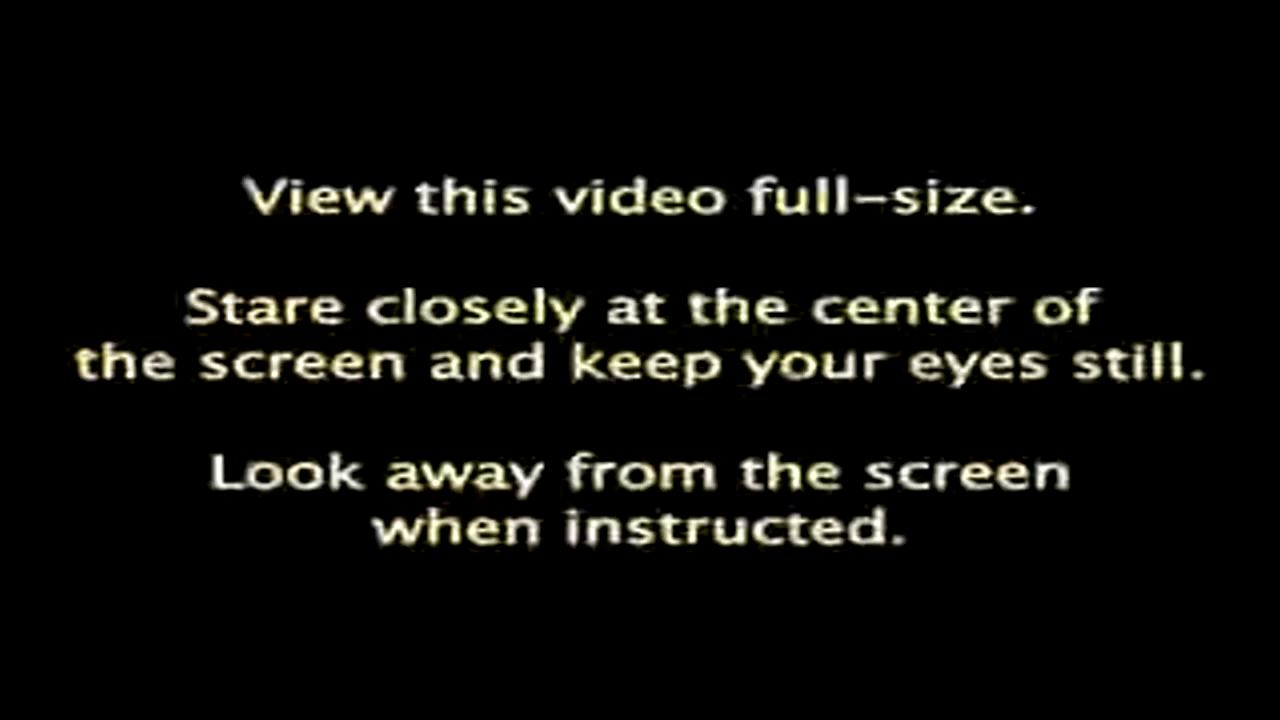 View this video full-size.
Stare closely at the center of
the screen and keep your eyes still.
Look away from the screen
when instructed.